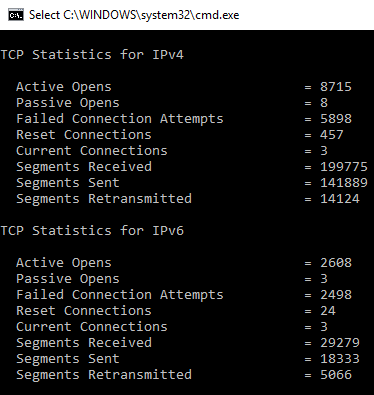 Select C:\WINDOWS\system32\cmd.exe
TCP Statistics for IPv4
Active Opens = 8715
Passive Opens = 8
Failed Connection Attempts = 5898
Reset Connections = 457
Current Connections = 3
Segments Received = 199775
Segments Sent = 141889
Segments Retransmitted = 14124
TCP Statistics for IPv6
Active Opens = 2608
Passive Opens = 3
Failed Connection Attempts = 2498
Reset Connections = 24
Current Connections = 3
Segments Received = 29279
Segments Sent = 18333
Segments Retransmitted = 5066